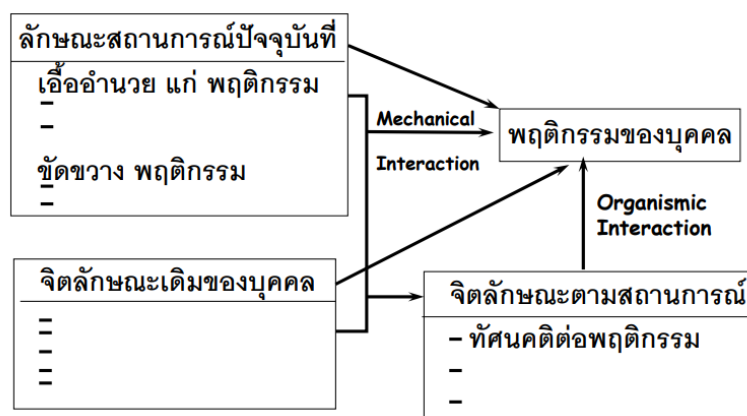 ลักษณะสถานการณ์ปัจจุบันที่
เอื้ออำนวย แก่ พฤติกรรม
–
–
ขัดขวาง พฤติกรรม
–
–
Mechanical
Interaction
พฤติกรรมของบุคคล
Organismic
Interaction
จิตลักษณะเดิมของบุคคล
–
–
–
–
–
จิตลักษณะตามสถานการณ์
– ทัศนคติต่อพฤติกรรม
–
–